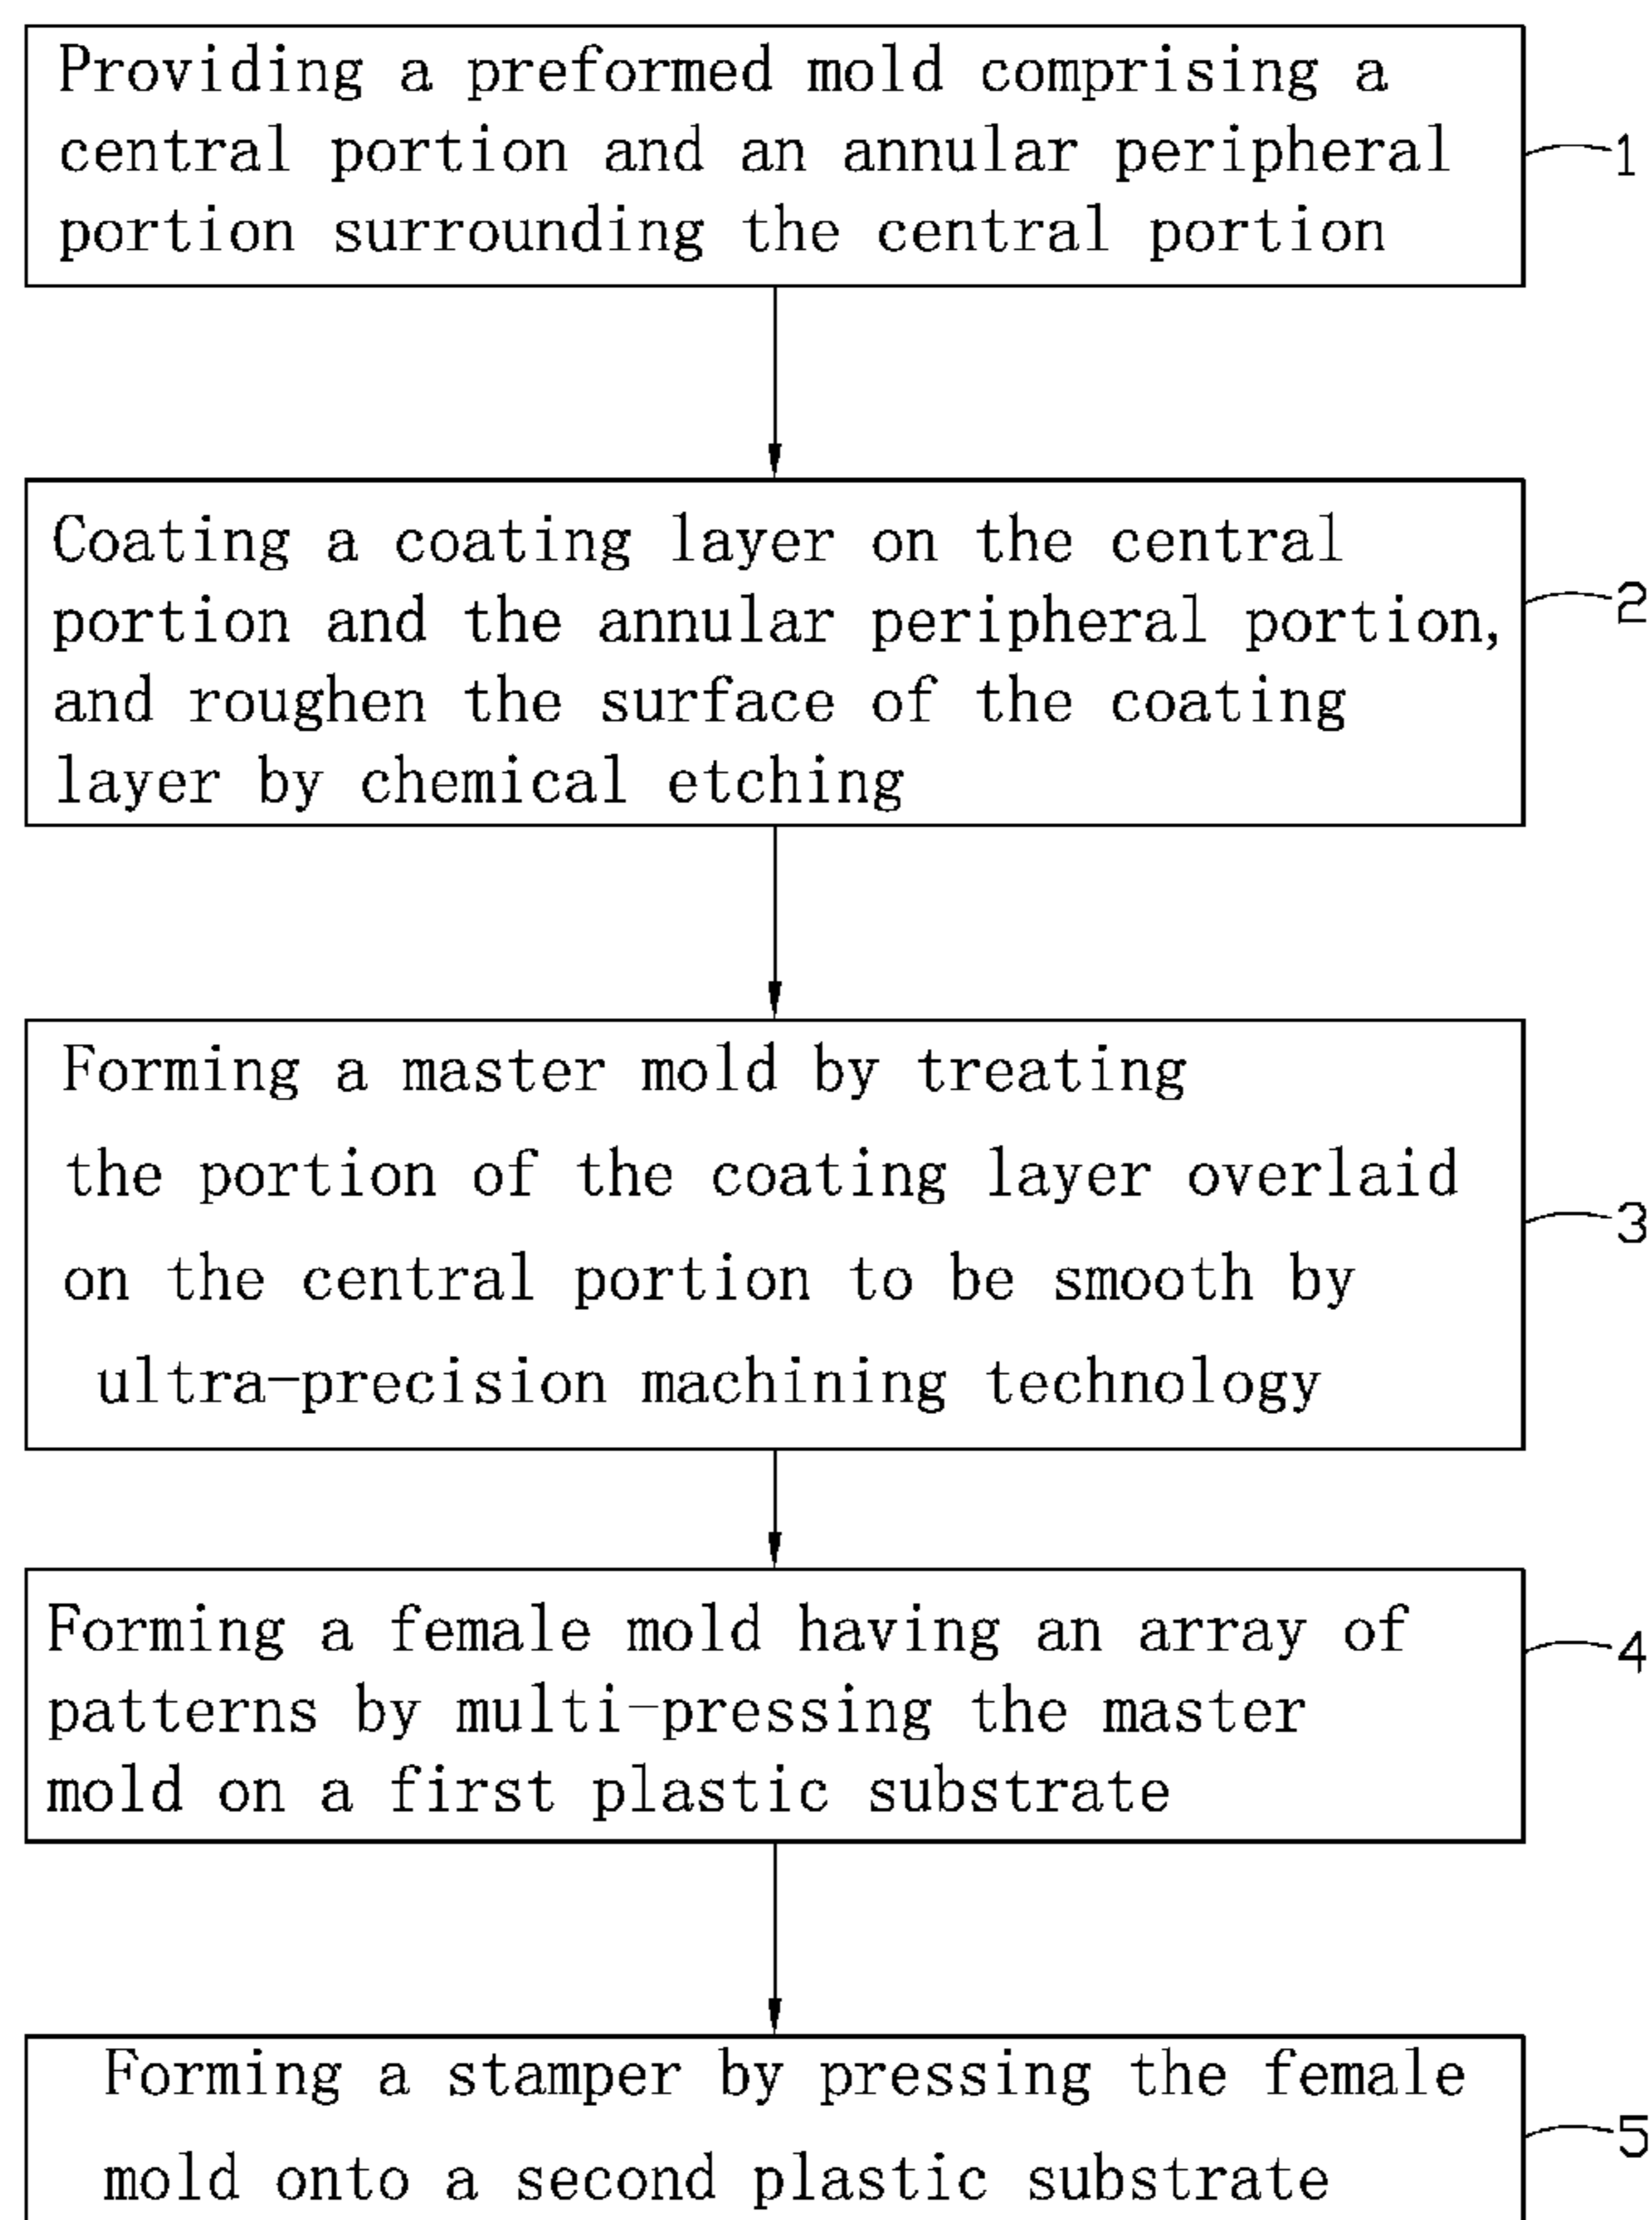 Providing a preformed mold comprising a
central portion and an annular peripheral
portion surrounding the central portion
1
Coating a coating layer on the central
portion and the annular peripheral portion,
and roughen the surface of the coating
layer by chemical etching
2
Forming a master mold by treating
the portion of the coating layer overlaid
on the central portion to be smooth by
ultra-precision machining technology
3
Forming a female mold having an array of
patterns by multi-pressing the master
mold on a first plastic substrate
4
Forming a stamper by pressing the female
mold onto a second plastic substrate
5